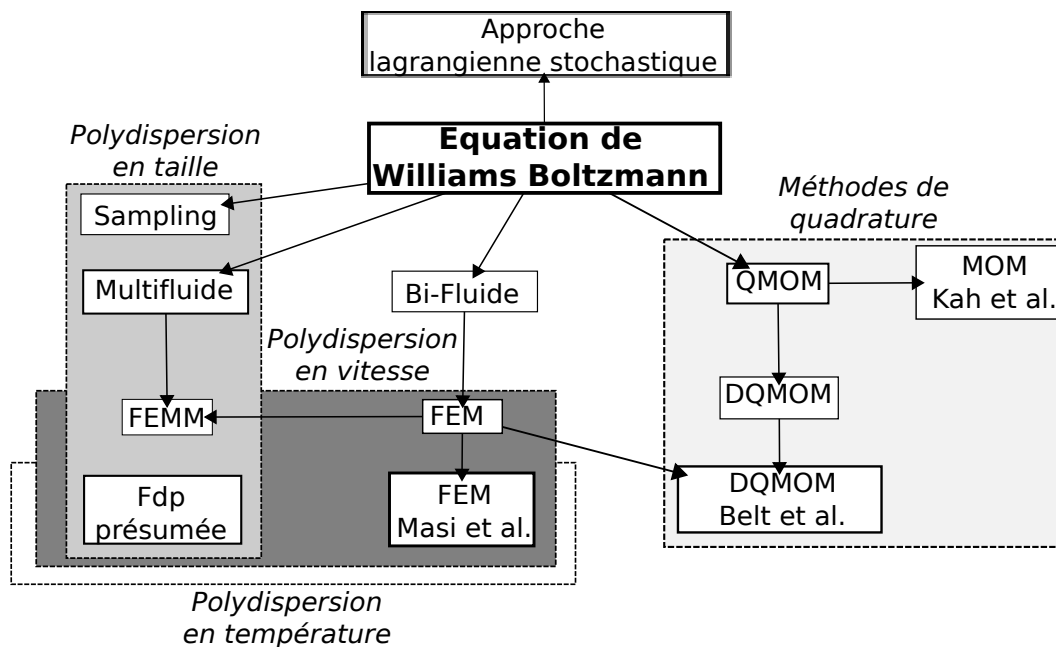 Approche
lagrangienne stochastique
Equation de
Williams Boltzmann
Polydispersion
en taille
Sampling
Multifluide
Bi-Fluide
Méthodes de
quadrature
QMOM
MOM
Kah et al.
Polydispersion
en vitesse
FEMM
FEM
DQMOM
Fdp
présumée
FEM
Masi et al.
DQMOM
Belt et al.
Polydispersion
en température